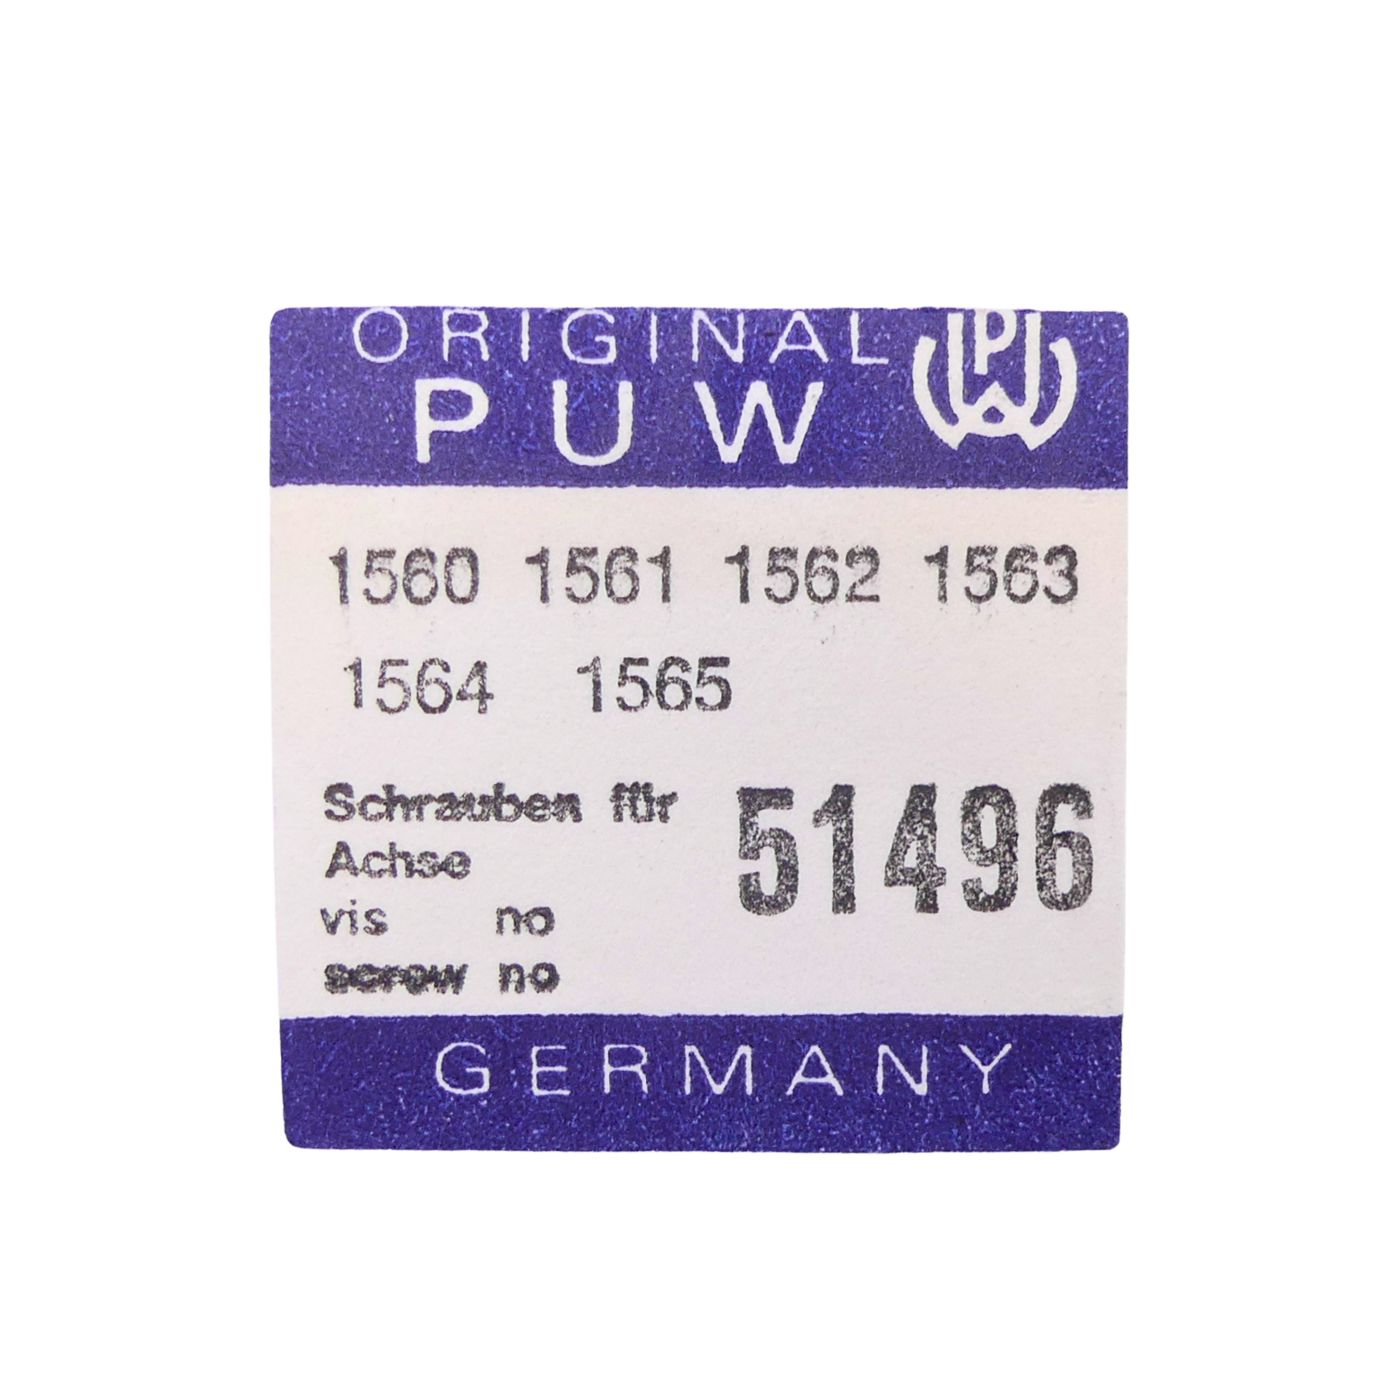 ORIGINAL
PUW
1560 1561 1562 1563
1564 1565
Schrauben für
Achse
51496
vis no
screw no
GERMANY